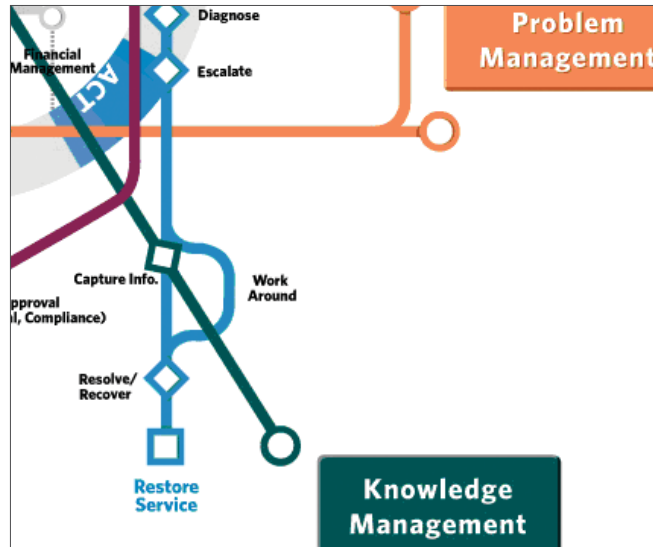 Diagnose
Problem
Management
Financial
Management
ACT
Escalate
Capture Info.
Work
Around
pproval
l, Compliance)
Resolve/
Recover
Restore
Service
Knowledge
Management